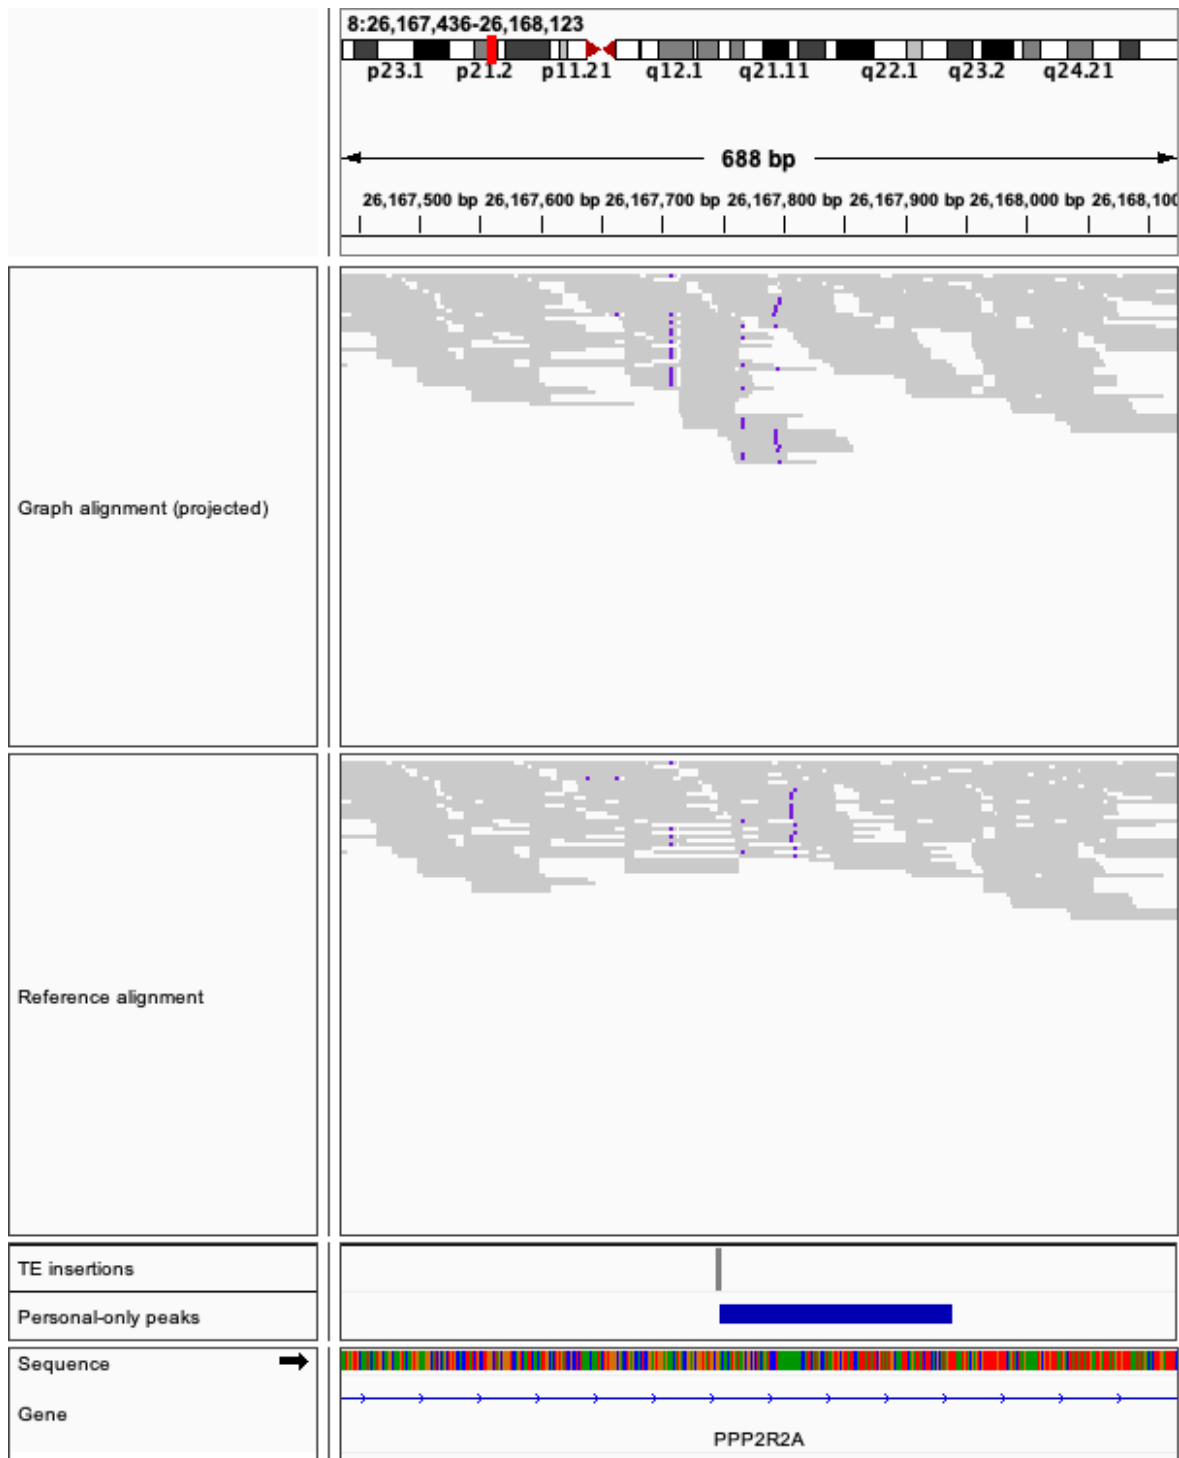 8:26,167,436-26,168,123
p23.1 p21.2 p11.21 q12.1 q21.11 q22.1 q23.2 q24.21
688 bp
26,167,500 bp 26,167,600 bp 26,167,700 bp 26,167,800 bp 26,167,900 bp 26,168,000 bp 26,168,100
Graph alignment (projected)
Reference alignment
TE insertions
Personal-only peaks
Sequence
Gene
PPP2R2A